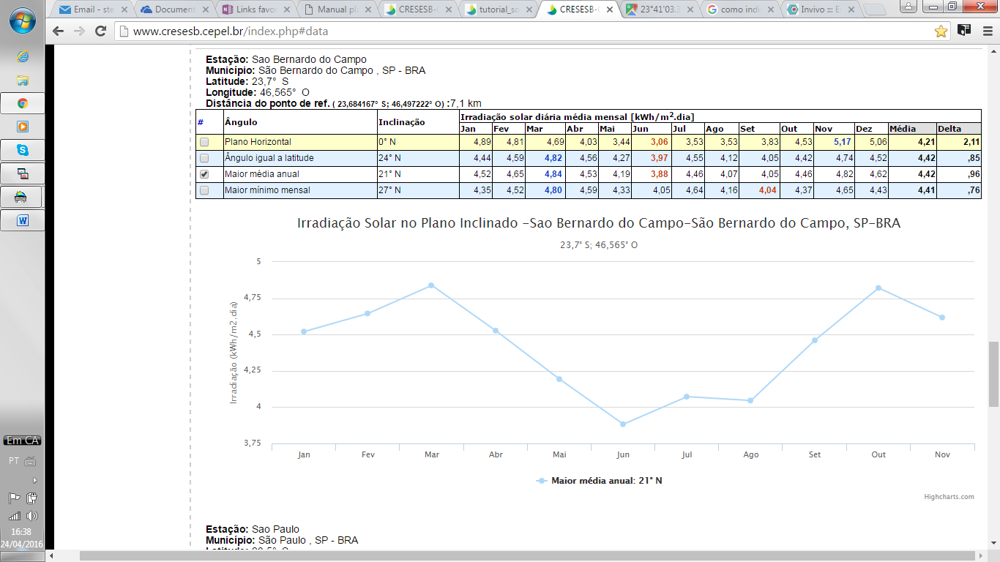 Email - ste
Document
Links favor
Manual pl
CRESESB-C
tutorial_so
CRESESB-C
23°41'03.3
como indi
Invivo ::: E
www.cresesb.cepel.br/index.php#data
Estação: Sao Bernardo do Campo
Município: São Bernardo do Campo , SP - BRA
Latitude: 23,7° S
Longitude: 46,565° O
Distância do ponto de ref. ( 23,684167° S; 46,497222° O) :7,1 km
# Ângulo Inclinação Irradiação solar diária média mensal [kWh/m2.dia]
Jan Fev Mar Abr Mai Jun Jul Ago Set Out Nov Dez Média Delta
Plano Horizontal 0° N 4,89 4,81 4,69 4,03 3,44 3,06 3,53 3,53 3,83 4,53 5,17 5,06 4,21 2,11
Ângulo igual a latitude 24° N 4,44 4,59 4,82 4,56 4,27 3,97 4,55 4,12 4,05 4,42 4,74 4,52 4,42 ,85
Maior média anual 21° N 4,52 4,65 4,84 4,53 4,19 3,88 4,46 4,07 4,05 4,46 4,82 4,62 4,42 ,96
Maior mínimo mensal 27° N 4,35 4,52 4,80 4,59 4,33 4,05 4,64 4,16 4,04 4,37 4,65 4,43 4,41 ,76
Irradiação Solar no Plano Inclinado -Sao Bernardo do Campo-São Bernardo do Campo, SP-BRA
23,7° S; 46,565° O
Irradiação (kWh/m2.dia)
5
4,75
4,5
4,25
4
3,75
Jan Fev Mar Abr Mai Jun Jul Ago Set Out Nov
Maior média anual: 21° N
Highcharts.com
Estação: Sao Paulo
Município: São Paulo , SP - BRA
Em CA
PT
16:38
24/04/2016